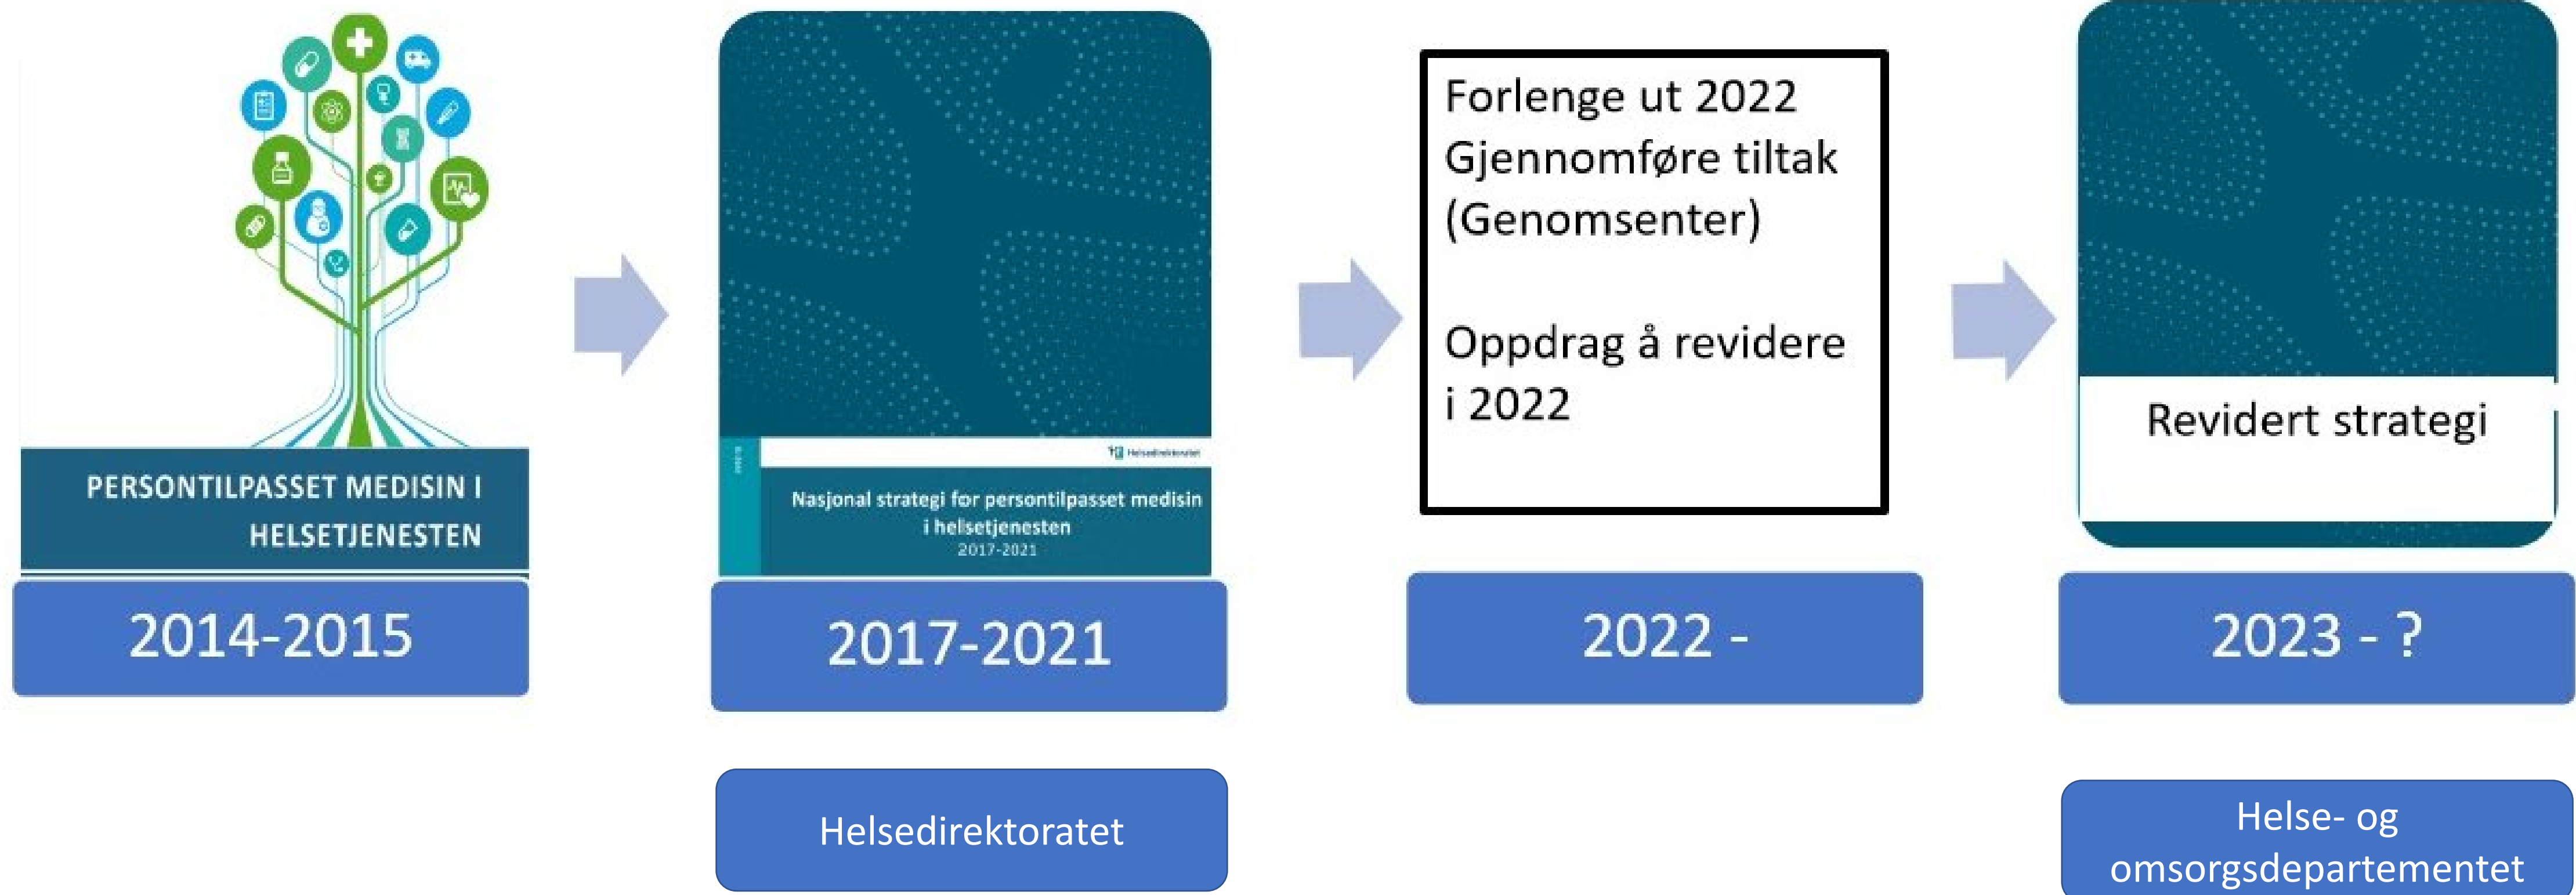 PERSONTILPASSET MEDISIN I
HELSETJENESTEN
2014-2015
Helsedirektoratet
Nasjonal strategi for persontilpasset medisin
i helsetjenesten
2017-2021
2017-2021
Helsedirektoratet
Forlenge ut 2022
Gjennomføre tiltak
(Genomsenter)
Oppdrag å revidere
i 2022
2022 -
Revidert strategi
2023 - ?
Helse- og
omsorgsdepartementet